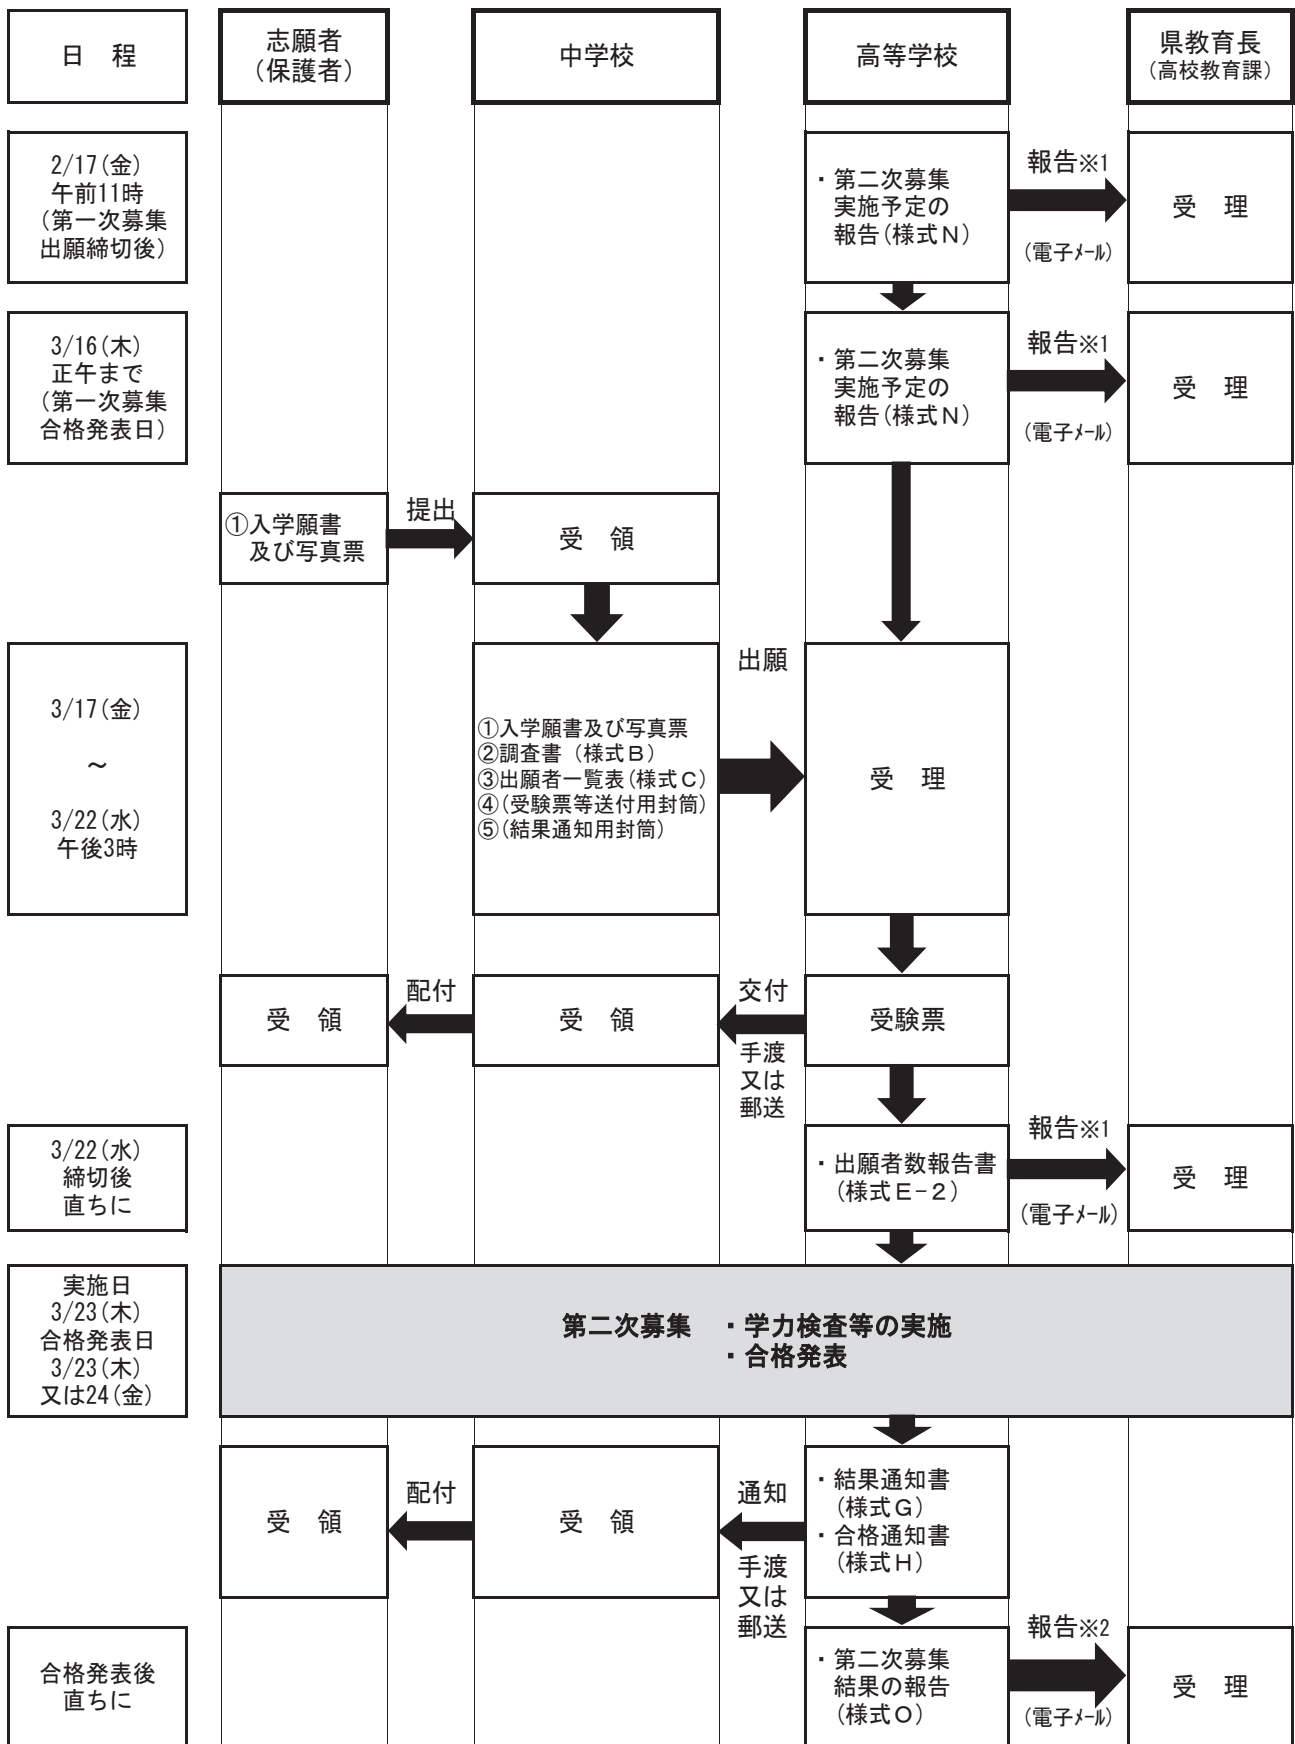 日　程
志願者
（保護者）
中学校
高等学校
県教育長
（高校教育課）
2/17(金)
午前11時
(第一次募集
出願締切後)
・第二次募集
実施予定の
報告(様式Ｎ)
報告※1
(電子ﾒｰﾙ)
受　理
3/16(木)
正午まで
(第一次募集
合格発表日)
・第二次募集
実施予定の
報告(様式Ｎ)
報告※1
(電子ﾒｰﾙ)
受　理
①入学願書
及び写真票
提出
受　領
3/17(金)
～
3/22(水)
午後3時
①入学願書及び写真票
②調査書（様式Ｂ）
③出願者一覧表(様式Ｃ)
④(受験票等送付用封筒)
⑤(結果通知用封筒)
出願
受　理
受　領
配付
受　領
交付
手渡
又は
郵送
受験票
3/22(水)
締切後
直ちに
・出願者数報告書
(様式Ｅ-２)
報告※1
(電子ﾒｰﾙ)
受　理
実施日
3/23(木)
合格発表日
3/23(木)
又は24(金)
第二次募集　・学力検査等の実施
・合格発表
受　領
配付
受　領
通知
手渡
又は
郵送
・結果通知書
(様式Ｇ)
・合格通知書
(様式Ｈ)
合格発表後
直ちに
・第二次募集
結果の報告
(様式Ｏ)
報告※2
(電子ﾒｰﾙ)
受　理